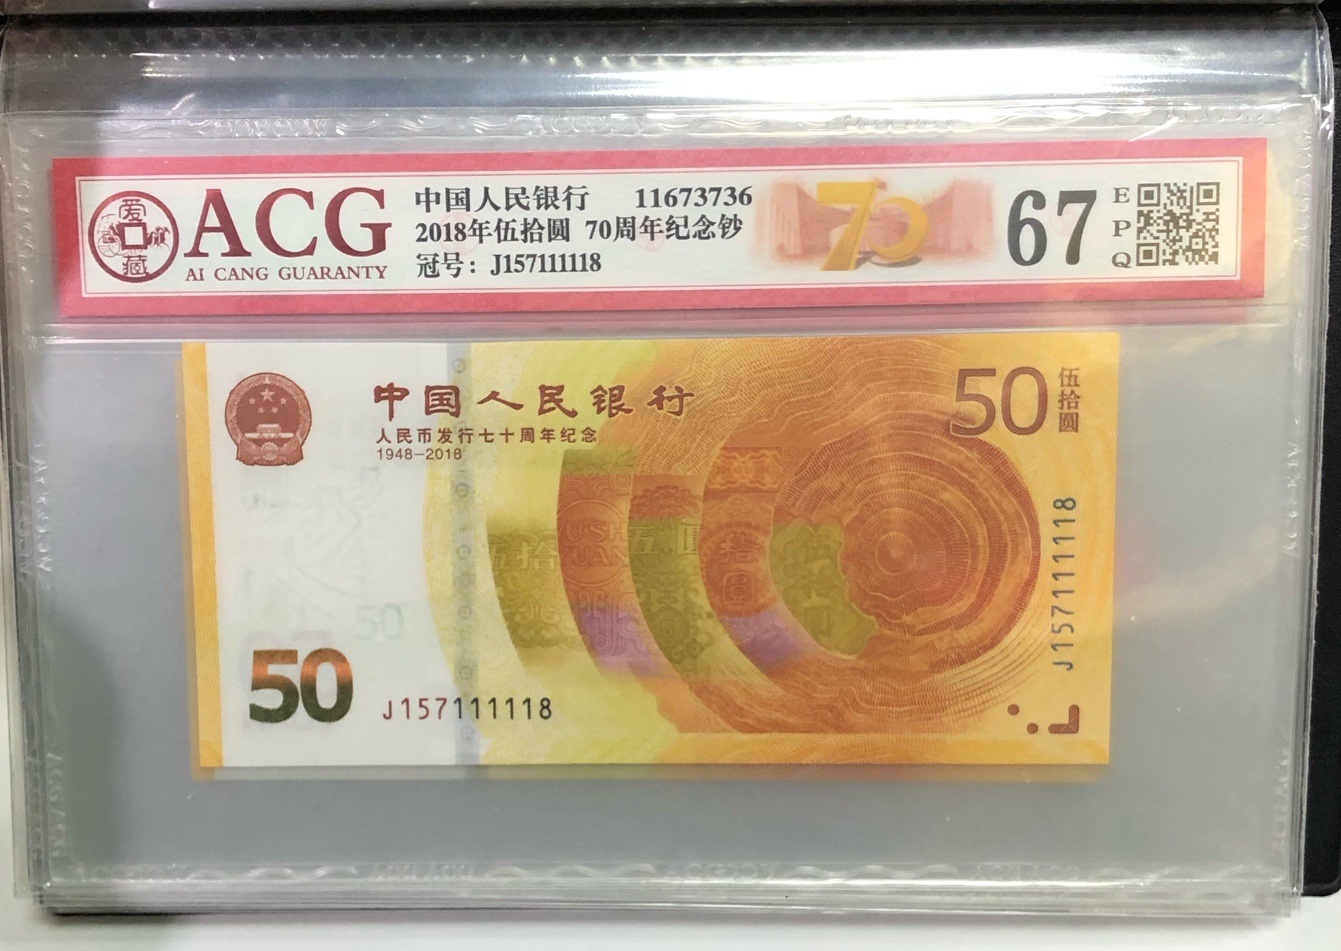 爱藏
ACG
AI CANG GUARANTY
中国人民银行 11673736
2018年伍拾圆 70周年纪念钞
冠号: J157111118
70
67
EPQ
中国人民银行
人民币发行七十周年纪念
1948-2018
50
伍拾圆
50
50
J157111118
J157111118